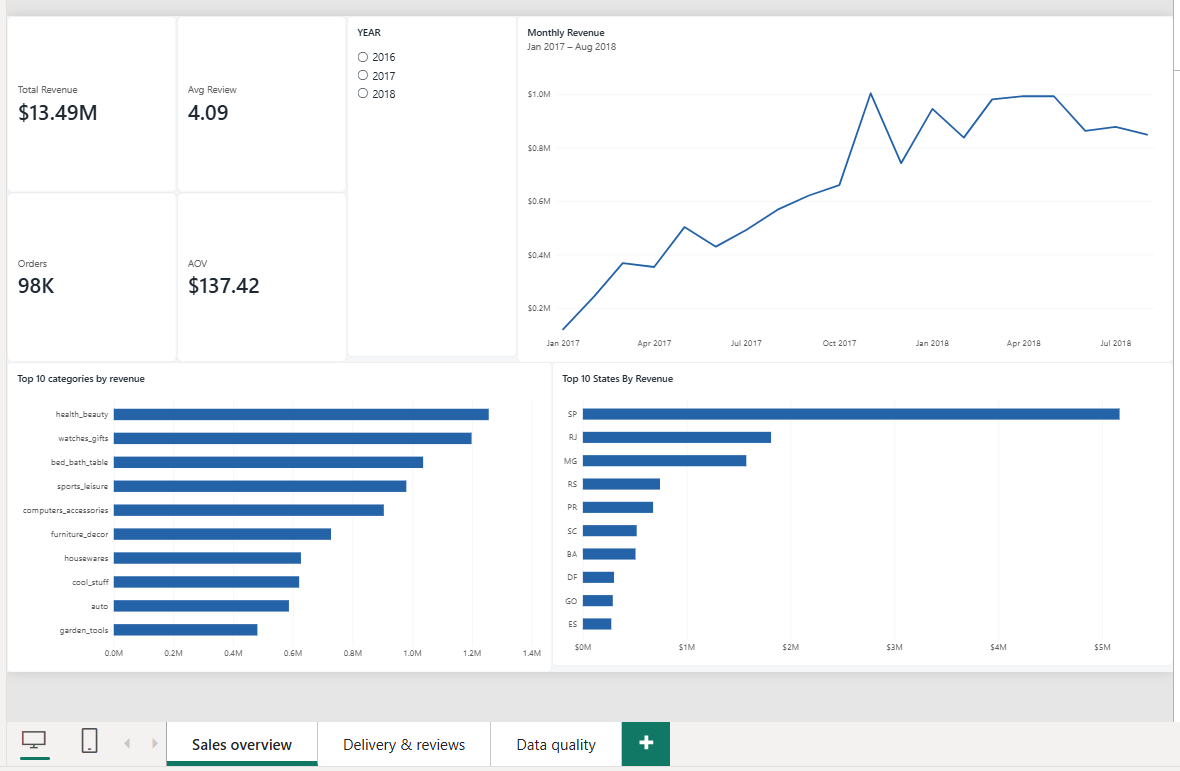 Total Revenue
$13.49M
Avg Review
4.09
Orders
98K
AOV
$137.42
YEAR
2016
2017
2018
Monthly Revenue
Jan 2017 – Aug 2018
$1.0M
$0.8M
$0.6M
$0.4M
$0.2M
Jan 2017 Apr 2017 Jul 2017 Oct 2017 Jan 2018 Apr 2018 Jul 2018
Top 10 categories by revenue
health_beauty
watches_gifts
bed_bath_table
sports_leisure
computers_accessories
furniture_decor
housewares
cool_stuff
auto
garden_tools
0.0M 0.2M 0.4M 0.6M 0.8M 1.0M 1.2M 1.4M
Top 10 States By Revenue
SP
RJ
MG
RS
PR
SC
BA
DF
GO
ES
$0M $1M $2M $3M $4M $5M
Sales overview Delivery & reviews Data quality +